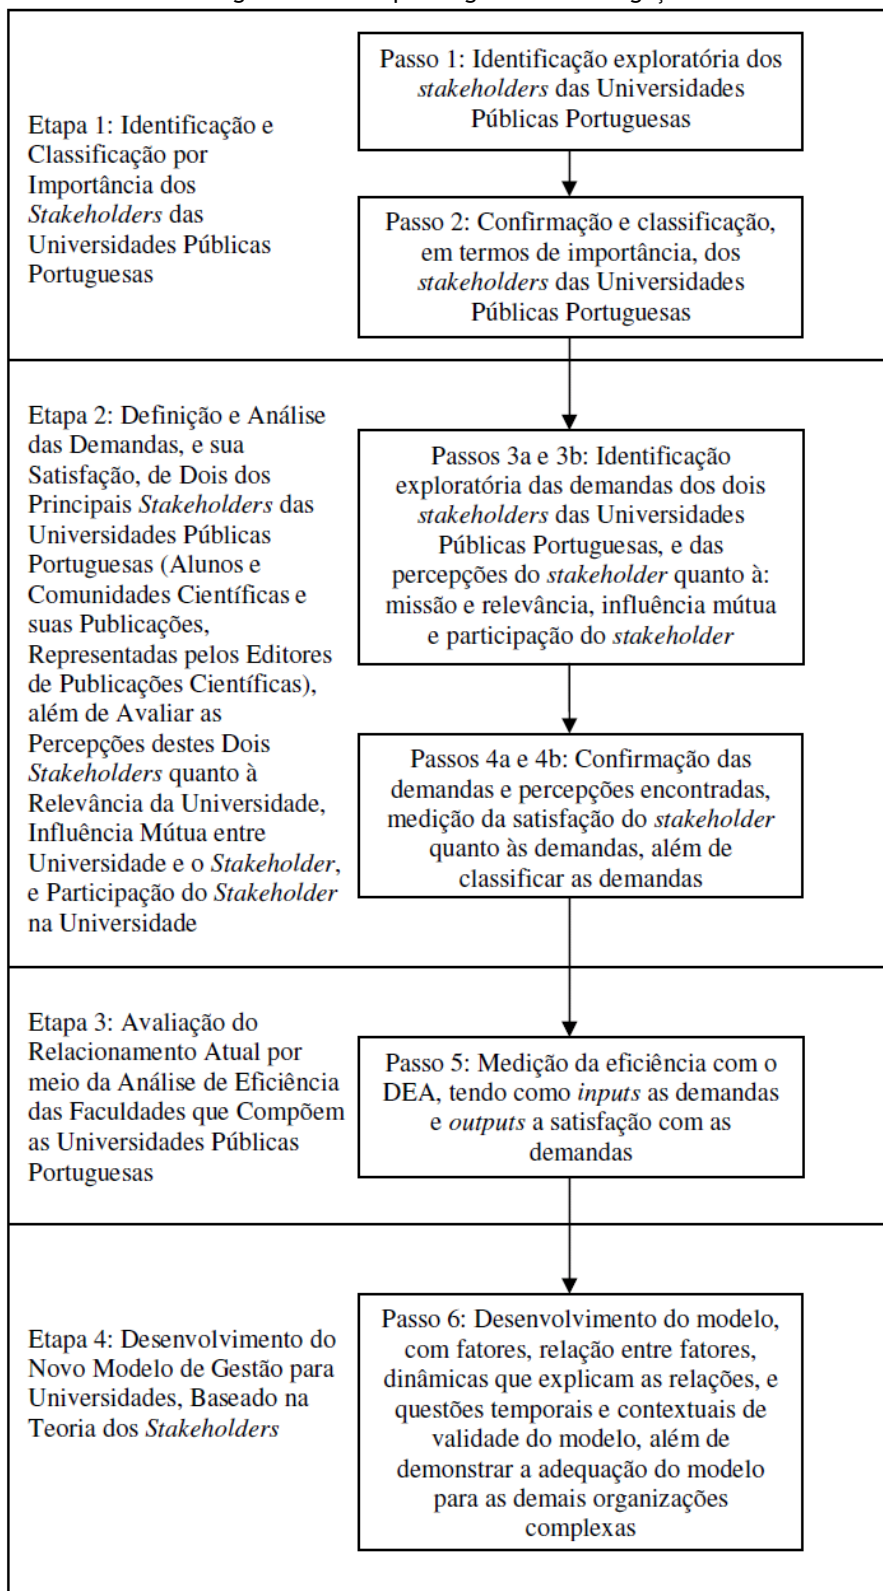 Passo 1: Identificação exploratória dos
stakeholders das Universidades
Públicas Portuguesas
Etapa 1: Identificação e
Classificação por
Importância dos
Stakeholders das
Universidades Públicas
Portuguesas
Passo 2: Confirmação e classificação,
em termos de importância, dos
stakeholders das Universidades
Públicas Portuguesas
Etapa 2: Definição e Análise
das Demandas, e sua
Satisfação, de Dois dos
Principais Stakeholders das
Universidades Públicas
Portuguesas (Alunos e
Comunidades Científicas e
suas Publicações,
Representadas pelos Editores
de Publicações Científicas),
além de Avaliar as
Percepções destes Dois
Stakeholders quanto à
Relevância da Universidade,
Influência Mútua entre
Universidade e o Stakeholder,
e Participação do Stakeholder
na Universidade
Passos 3a e 3b: Identificação
exploratória das demandas dos dois
stakeholders das Universidades
Públicas Portuguesas, e das
percepções do stakeholder quanto à:
missão e relevância, influência mútua
e participação do stakeholder
Passos 4a e 4b: Confirmação das
demandas e percepções encontradas,
medição da satisfação do stakeholder
quanto às demandas, além de
classificar as demandas
Etapa 3: Avaliação do
Relacionamento Atual por
meio da Análise de Eficiência
das Faculdades que Compõem
as Universidades Públicas
Portuguesas
Passo 5: Medição da eficiência com o
DEA, tendo como inputs as demandas
e outputs a satisfação com as
demandas
Etapa 4: Desenvolvimento do
Novo Modelo de Gestão para
Universidades, Baseado na
Teoria dos Stakeholders
Passo 6: Desenvolvimento do modelo,
com fatores, relação entre fatores,
dinâmicas que explicam as relações, e
questões temporais e contextuais de
validade do modelo, além de
demonstrar a adequação do modelo
para as demais organizações
complexas